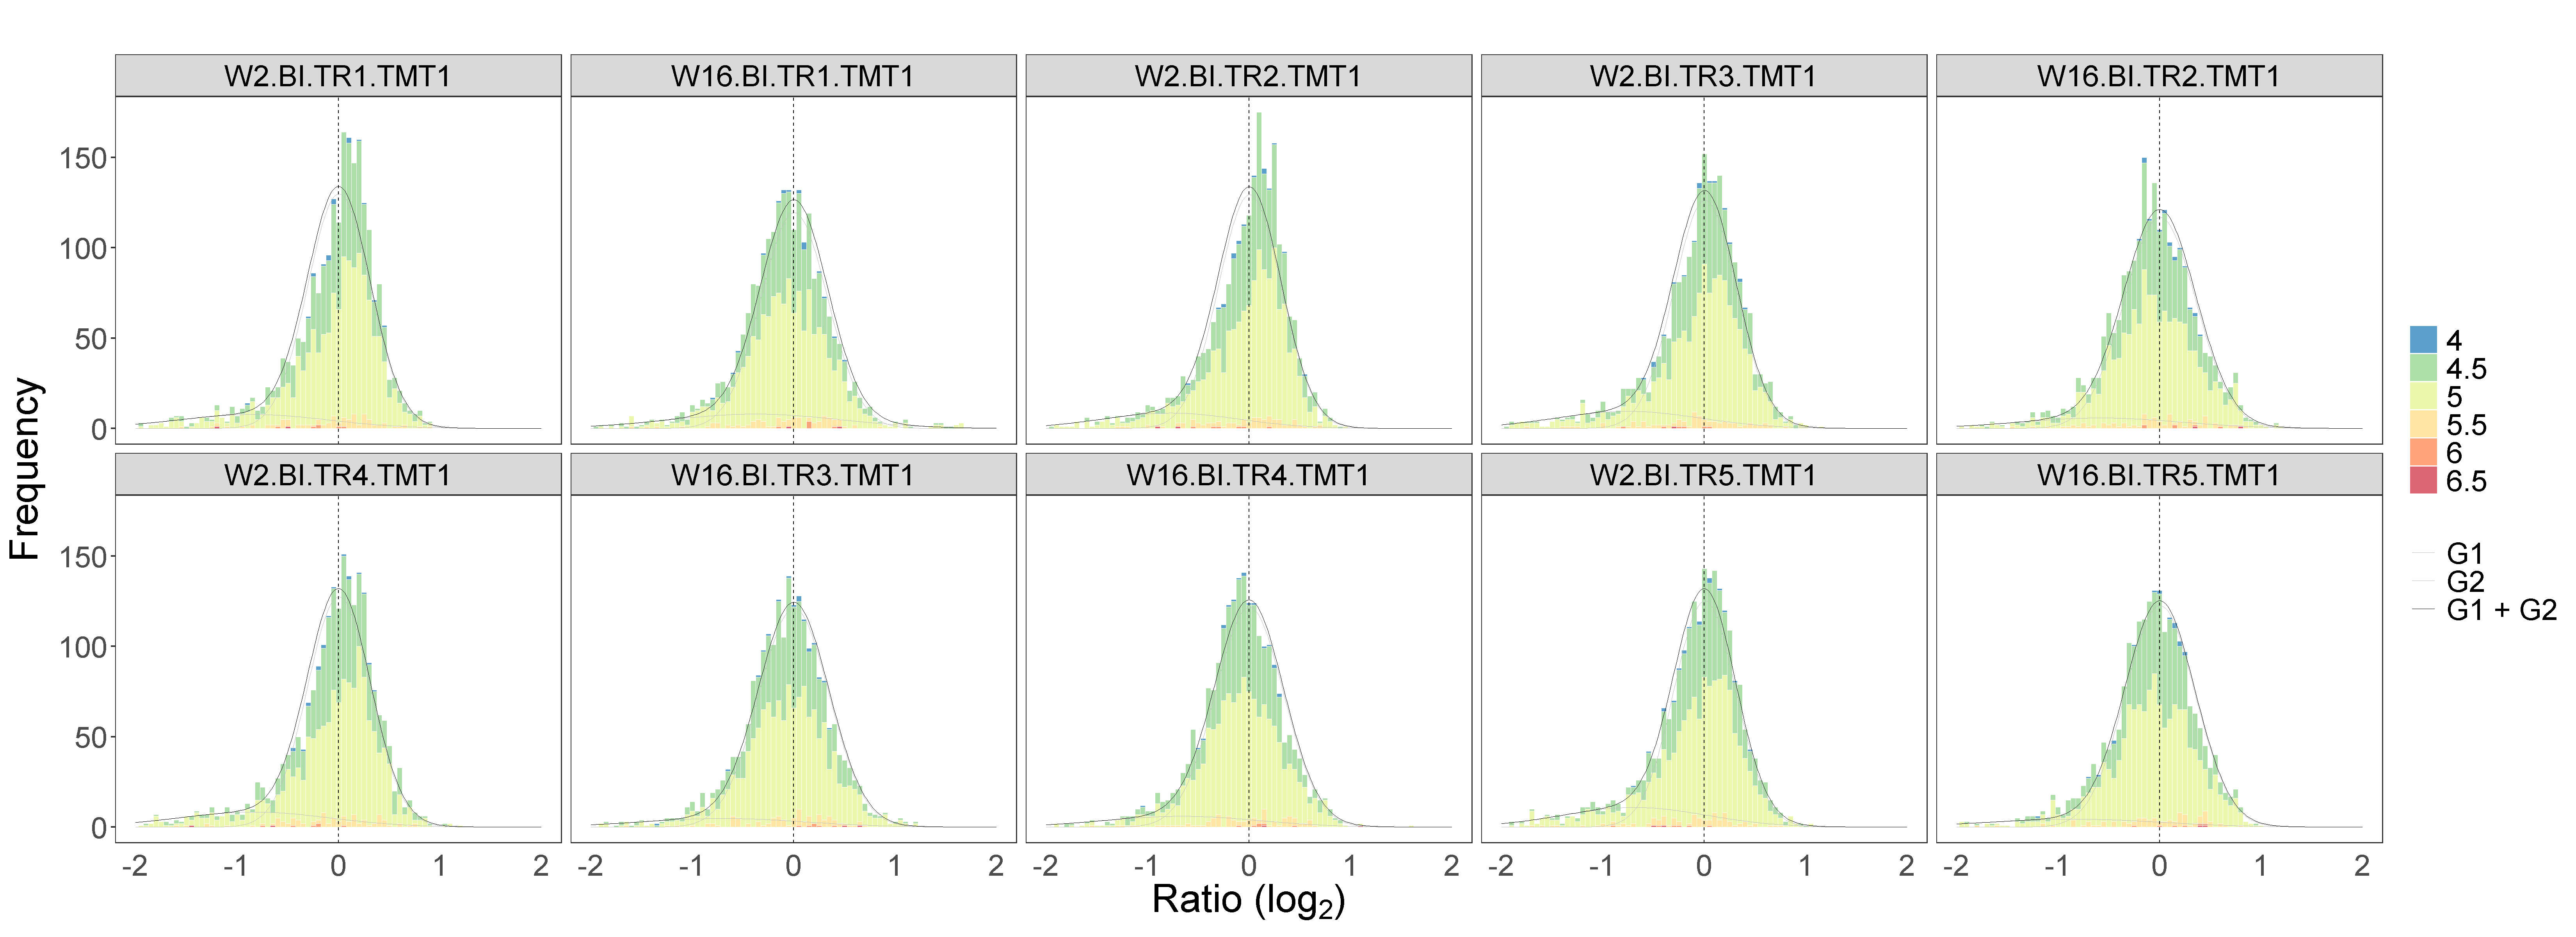 W2.BI.TR1.TMT1
W16.BI.TR1.TMT1
W2.BI.TR2.TMT1
W2.BI.TR3.TMT1
W16.BI.TR2.TMT1
150
100
50
0
W2.BI.TR4.TMT1
W16.BI.TR3.TMT1
W16.BI.TR4.TMT1
W2.BI.TR5.TMT1
W16.BI.TR5.TMT1
150
100
50
0
-2 -1 0 1 2
-2 -1 0 1 2
-2 -1 0 1 2
-2 -1 0 1 2
-2 -1 0 1 2
Frequency
Ratio (log₂)
4
4.5
5
5.5
6
6.5
G1
G2
G1 + G2